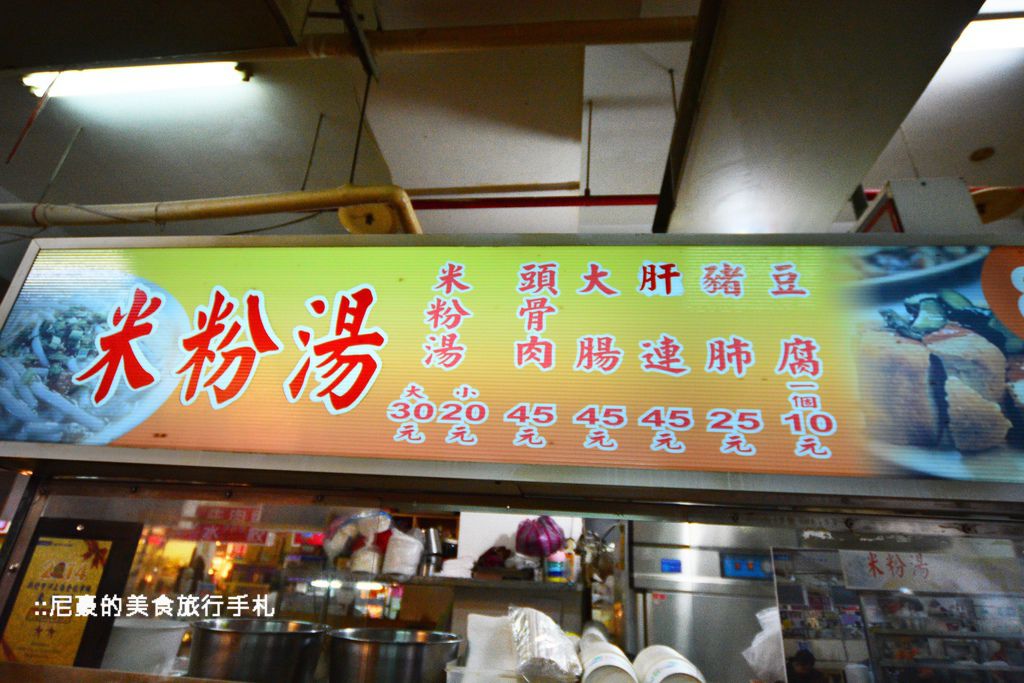 米粉湯
米粉湯 大30元 小20元
頭骨肉 45元
大腸 45元
肝連 45元
豬肺 25元
豆腐 一個10元
米粉湯
2014
::尼豪的美食旅行手札